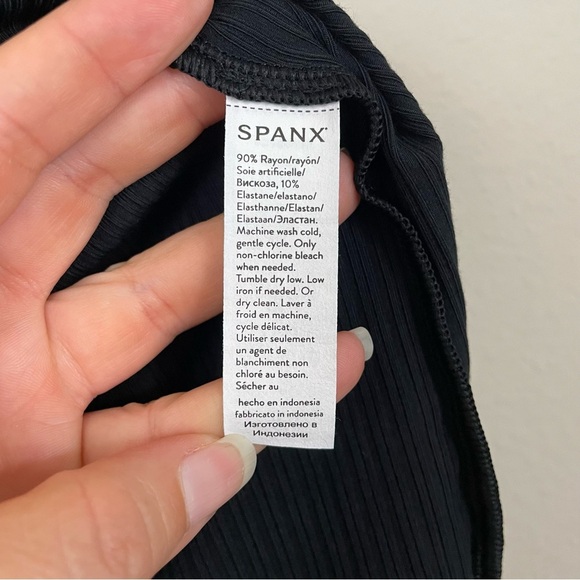 SPANX®
90% Rayon/rayón/
Soie artificielle/
Вискоза, 10%
Elastane/elastano/
Elasthanne/Elastan/
Elastaan/Эластан.
Machine wash cold,
gentle cycle. Only
non-chlorine bleach
when needed.
Tumble dry low. Low
iron if needed. Or
dry clean. Laver à
froid en machine,
cycle délicat.
Utiliser seulement
un agent de
blanchiment non
chloré au besoin.
Sécher au
hecho en indonesia
fabbricato in indonesia
Изготовлено в
Индонезии